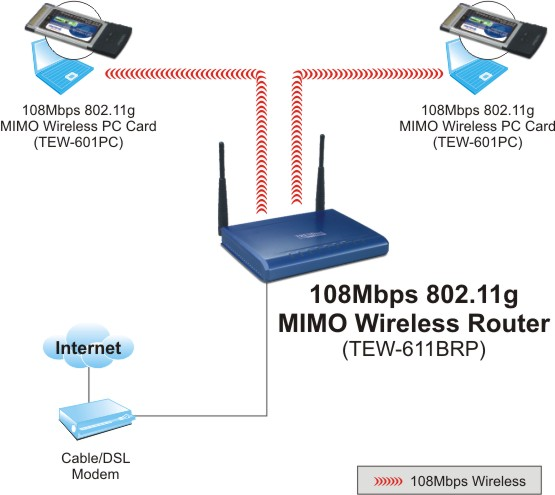 108Mbps 802.11g
MIMO Wireless PC Card
(TEW-601PC)
108Mbps 802.11g
MIMO Wireless PC Card
(TEW-601PC)
108Mbps 802.11g
MIMO Wireless Router
(TEW-611BRP)
Internet
Cable/DSL
Modem
108Mbps Wireless